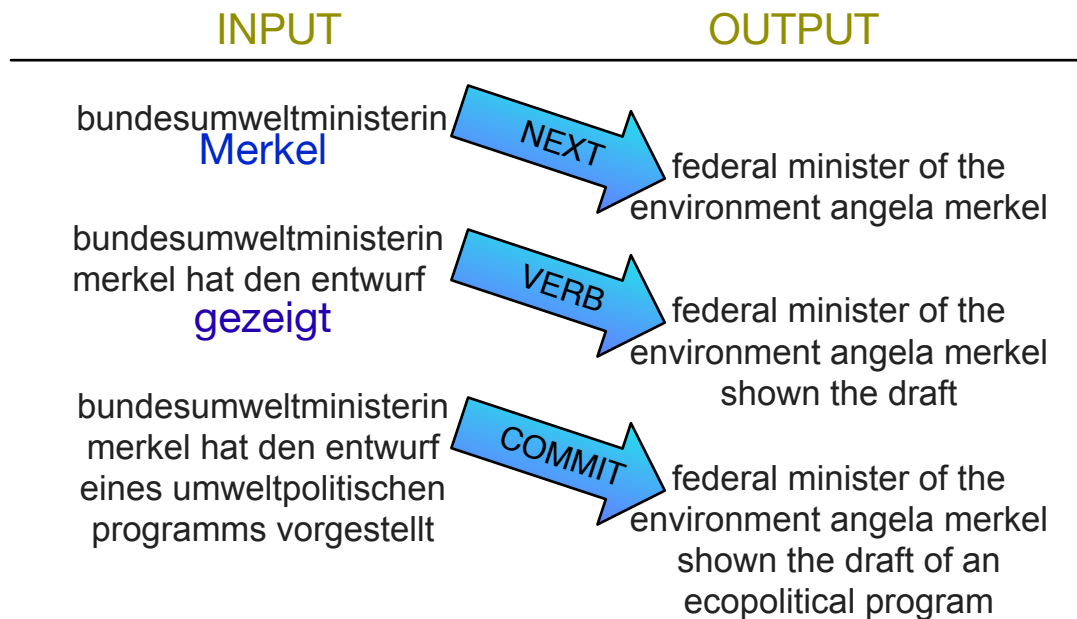 INPUT
OUTPUT
bundesumweltministerin
Merkel
NEXT
federal minister of the
environment angela merkel
bundesumweltministerin
merkel hat den entwurf
gezeigt
VERB
federal minister of the
environment angela merkel
shown the draft
bundesumweltministerin
merkel hat den entwurf
eines umweltpolitischen
programms vorgestellt
COMMIT
federal minister of the
environment angela merkel
shown the draft of an
ecopolitical program